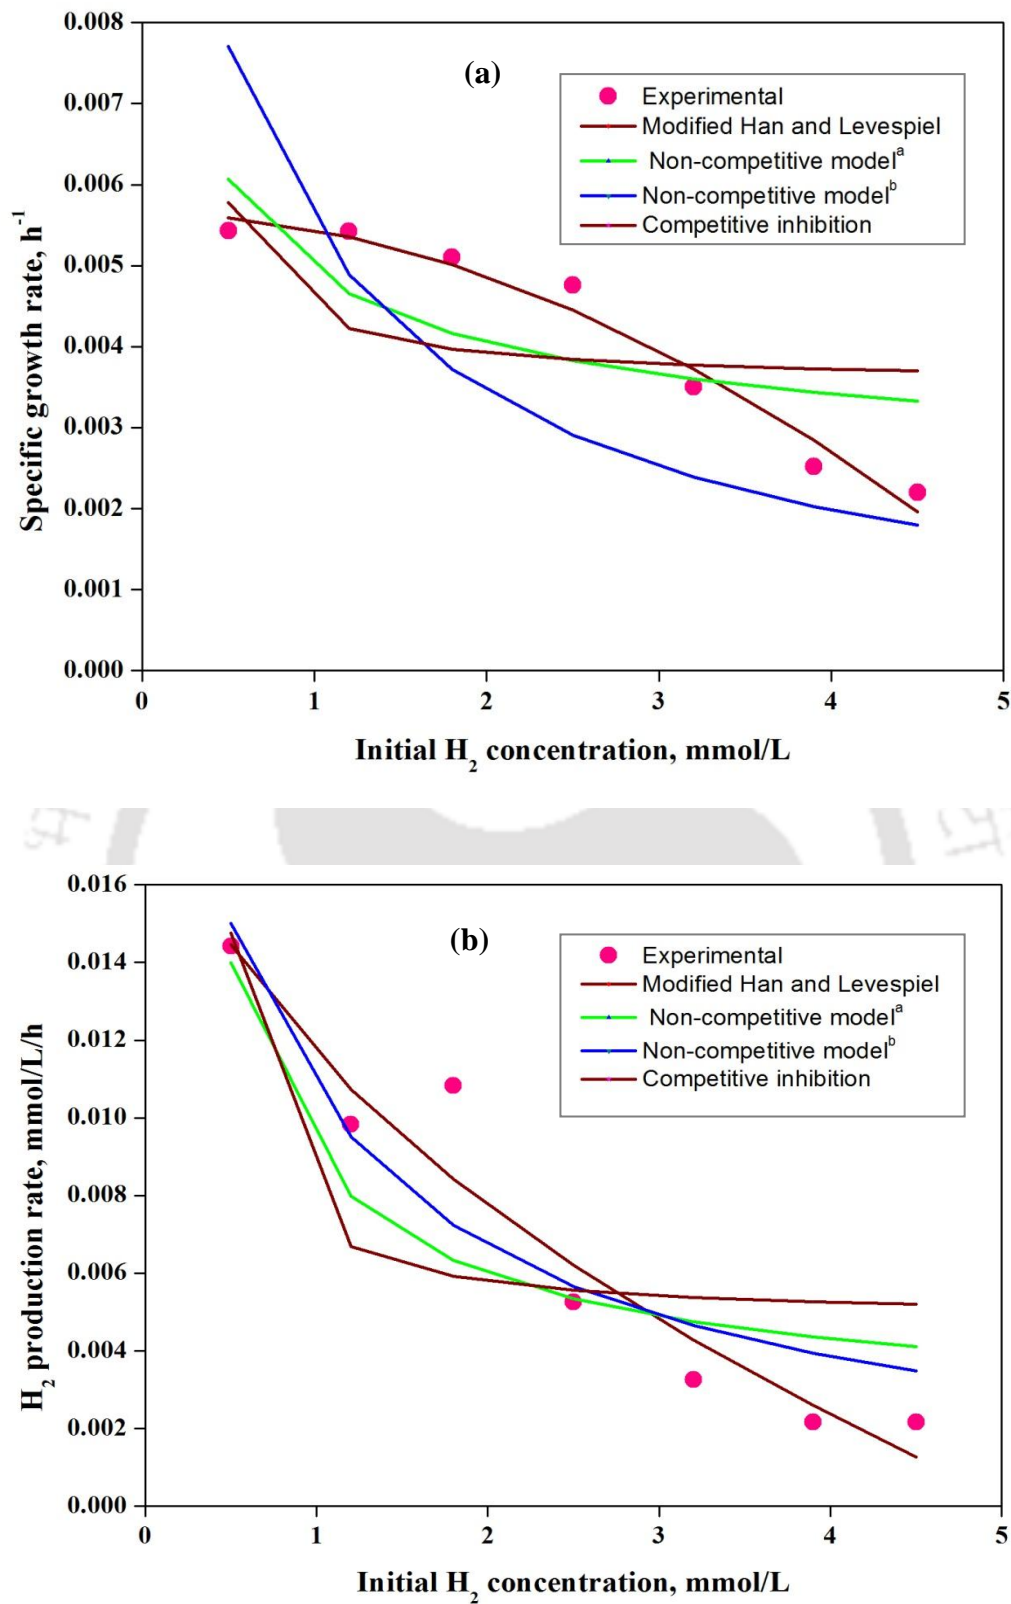 (a)
0.008
0.007
0.006
0.005
0.004
0.003
0.002
0.001
0.000
Specific growth rate, h⁻¹
Experimental
Modified Han and Levespiel
Non-competitive modelᵃ
Non-competitive modelᵇ
Competitive inhibition
0 1 2 3 4 5
Initial H₂ concentration, mmol/L
(b)
0.016
0.014
0.012
0.010
0.008
0.006
0.004
0.002
0.000
H₂ production rate, mmol/L/h
Experimental
Modified Han and Levespiel
Non-competitive modelᵃ
Non-competitive modelᵇ
Competitive inhibition
0 1 2 3 4 5
Initial H₂ concentration, mmol/L